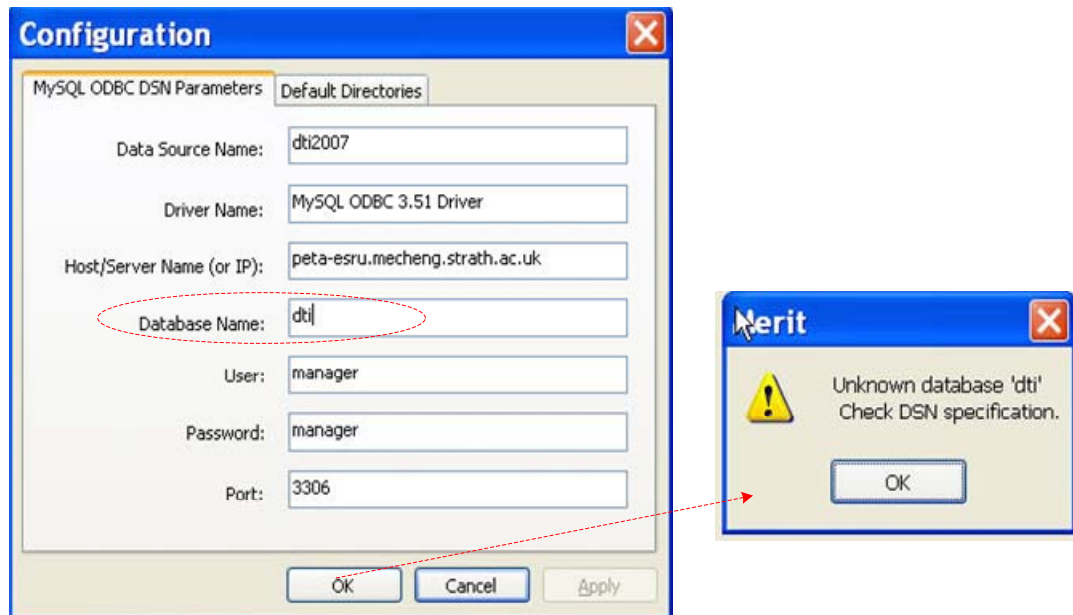 Configuration
MySQL ODBC DSN Parameters
Default Directories
Data Source Name:
dti2007
Driver Name:
MySQL ODBC 3.51 Driver
Host/Server Name (or IP):
peta-esru.mecheng.strath.ac.uk
Database Name:
dti
User:
manager
Password:
manager
Port:
3306
OK
Cancel
Apply
Merit
Unknown database 'dti'
Check DSN specification.
OK